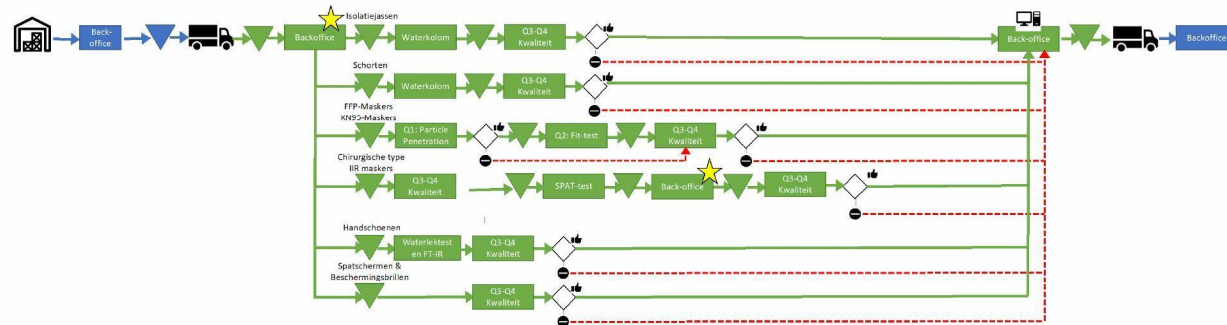 Isolatiejassen
Back-
office
Backoffice
Waterkolom
Q3-Q4
Kwaliteit
Back-office
Backoffice
Schorten
Waterkolom
Q3-Q4
Kwaliteit
FFP-Maskers
KN95-Maskers
Q1: Particle
Penetration
Q2: Fit-test
Q3-Q4
Kwaliteit
Chirurgische type
IIR maskers
Q3-Q4
Kwaliteit
SPAT-test
Back-office
Q3-Q4
Kwaliteit
Handschoenen
Waterlektest
en FT-IR
Q3-Q4
Kwaliteit
Spatschermen &
Beschermingsbrillen
Q3-Q4
Kwaliteit